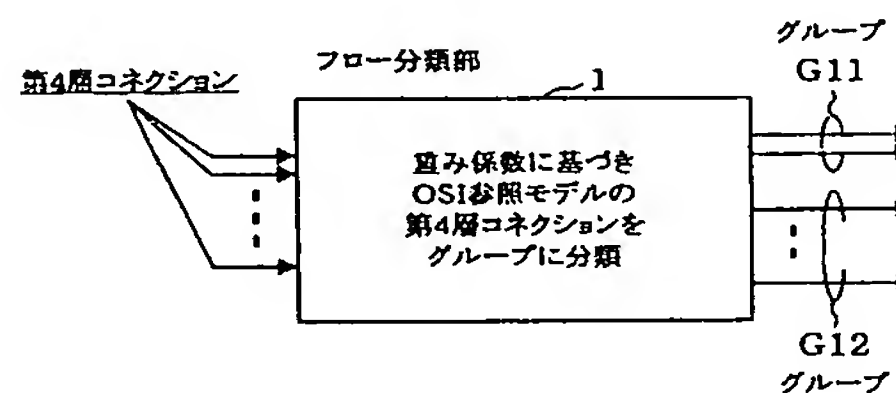 グループ
G11
フロー分類部
1
第4層コネクション
重み係数に基づき
OSI参照モデルの
第4層コネクションを
グループに分類
G12
グループ